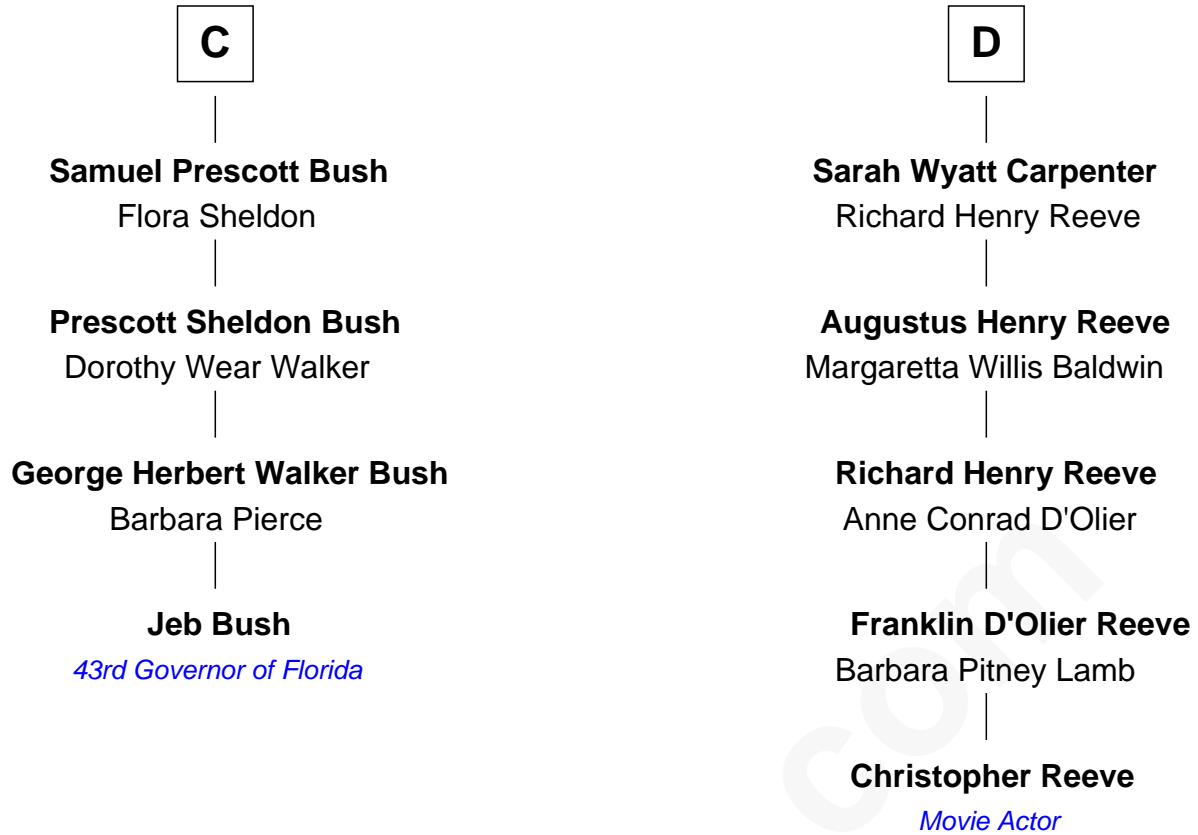 C
Samuel Prescott Bush
Flora Sheldon
Prescott Sheldon Bush
Dorothy Wear Walker
George Herbert Walker Bush
Barbara Pierce
Jeb Bush
43rd Governor of Florida
D
Sarah Wyatt Carpenter
Richard Henry Reeve
Augustus Henry Reeve
Margaretta Willis Baldwin
Richard Henry Reeve
Anne Conrad D'Olier
Franklin D'Olier Reeve
Barbara Pitney Lamb
Christopher Reeve
Movie Actor
com